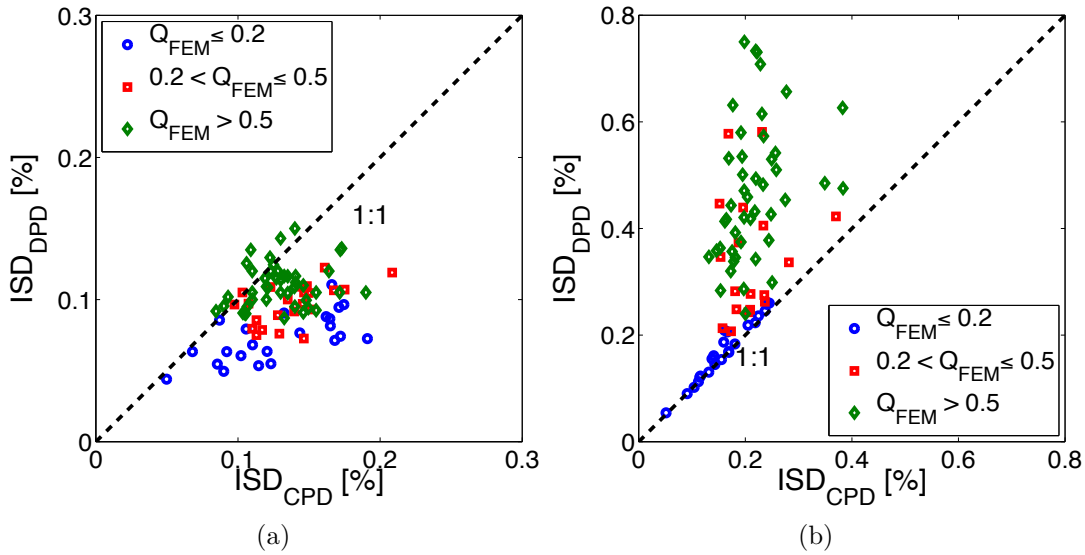 0.3
0.2
0.1
0
ISD_DPD [%]
Q_FEM ≤ 0.2
0.2 < Q_FEM ≤ 0.5
Q_FEM > 0.5
1:1
0 0.1 0.2 0.3
ISD_CPD [%]
(a)
0.8
0.6
0.4
0.2
0
ISD_DPD [%]
1:1
Q_FEM ≤ 0.2
0.2 < Q_FEM ≤ 0.5
Q_FEM > 0.5
0 0.2 0.4 0.6 0.8
ISD_CPD [%]
(b)